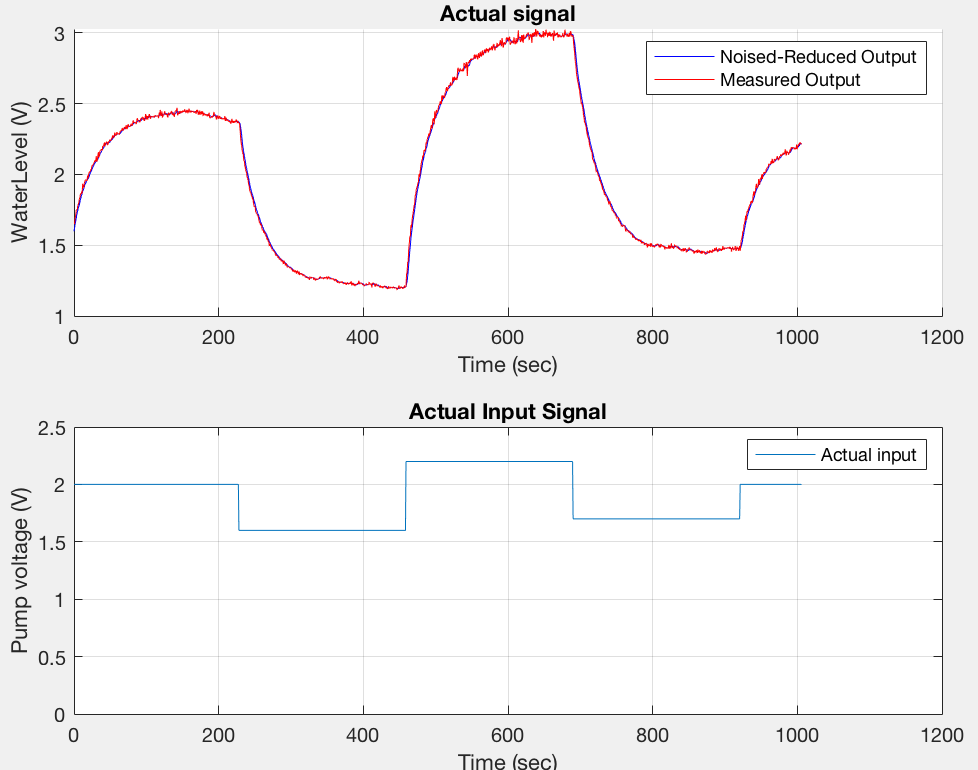 Actual signal
3
2.5
2
1.5
1
WaterLevel (V)
Noised-Reduced Output
Measured Output
0
200
400
600
800
1000
1200
Time (sec)
Actual Input Signal
2.5
2
1.5
1
0.5
0
Pump voltage (V)
Actual input
0
200
400
600
800
1000
1200
Time (sec)